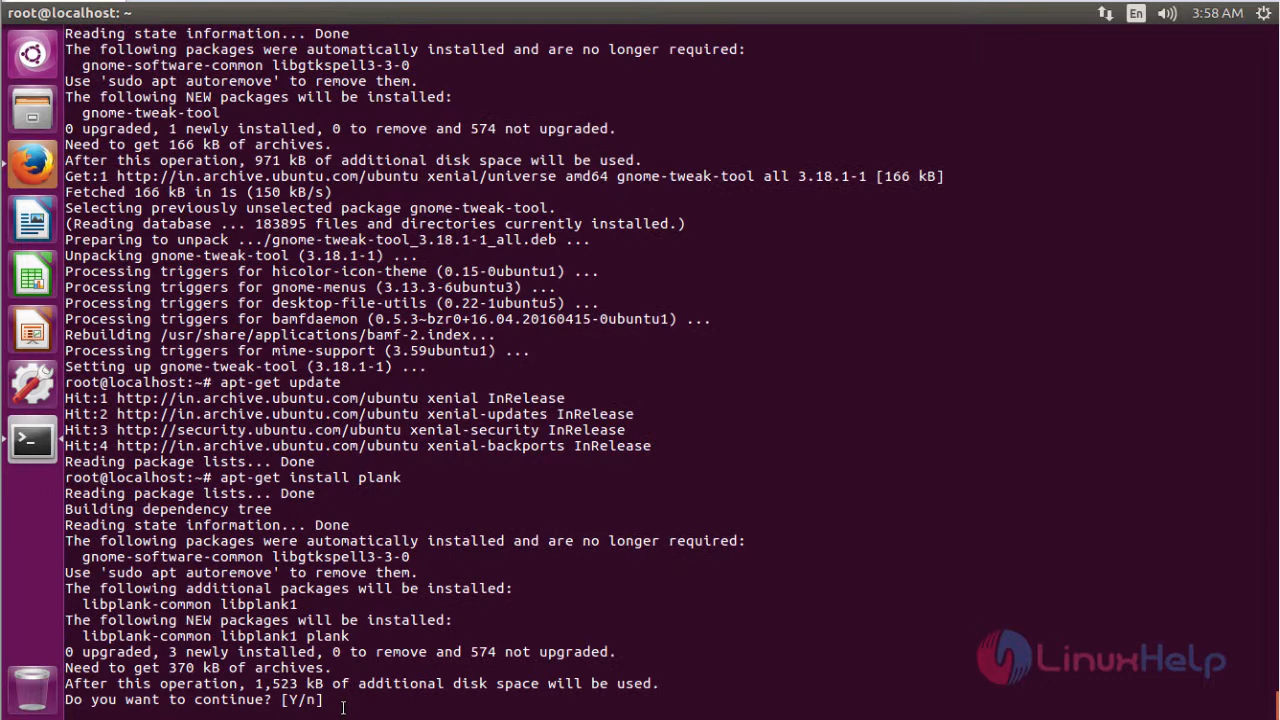 root@localhost: ~
En
3:58 AM
Reading state information... Done
The following packages were automatically installed and are no longer required:
  gnome-software-common libgtkspell3-3-0
Use 'sudo apt autoremove' to remove them.
The following NEW packages will be installed:
  gnome-tweak-tool
0 upgraded, 1 newly installed, 0 to remove and 574 not upgraded.
Need to get 166 kB of archives.
After this operation, 971 kB of additional disk space will be used.
Get:1 http://in.archive.ubuntu.com/ubuntu xenial/universe amd64 gnome-tweak-tool all 3.18.1-1 [166 kB]
Fetched 166 kB in 1s (150 kB/s)
Selecting previously unselected package gnome-tweak-tool.
(Reading database ... 183895 files and directories currently installed.)
Preparing to unpack .../gnome-tweak-tool_3.18.1-1_all.deb ...
Unpacking gnome-tweak-tool (3.18.1-1) ...
Processing triggers for hicolor-icon-theme (0.15-0ubuntu1) ...
Processing triggers for gnome-menus (3.13.3-6ubuntu3) ...
Processing triggers for desktop-file-utils (0.22-1ubuntu5) ...
Processing triggers for bamfdaemon (0.5.3~bzr0+16.04.20160415-0ubuntu1) ...
Rebuilding /usr/share/applications/bamf-2.index...
Processing triggers for mime-support (3.59ubuntu1) ...
Setting up gnome-tweak-tool (3.18.1-1) ...
root@localhost:~# apt-get update
Hit:1 http://in.archive.ubuntu.com/ubuntu xenial InRelease
Hit:2 http://in.archive.ubuntu.com/ubuntu xenial-updates InRelease
Hit:3 http://security.ubuntu.com/ubuntu xenial-security InRelease
Hit:4 http://in.archive.ubuntu.com/ubuntu xenial-backports InRelease
Reading package lists... Done
root@localhost:~# apt-get install plank
Reading package lists... Done
Building dependency tree
Reading state information... Done
The following packages were automatically installed and are no longer required:
  gnome-software-common libgtkspell3-3-0
Use 'sudo apt autoremove' to remove them.
The following additional packages will be installed:
  libplank-common libplank1
The following NEW packages will be installed:
  libplank-common libplank1 plank
0 upgraded, 3 newly installed, 0 to remove and 574 not upgraded.
Need to get 370 kB of archives.
After this operation, 1,523 kB of additional disk space will be used.
Do you want to continue? [Y/n]
LinuxHelp